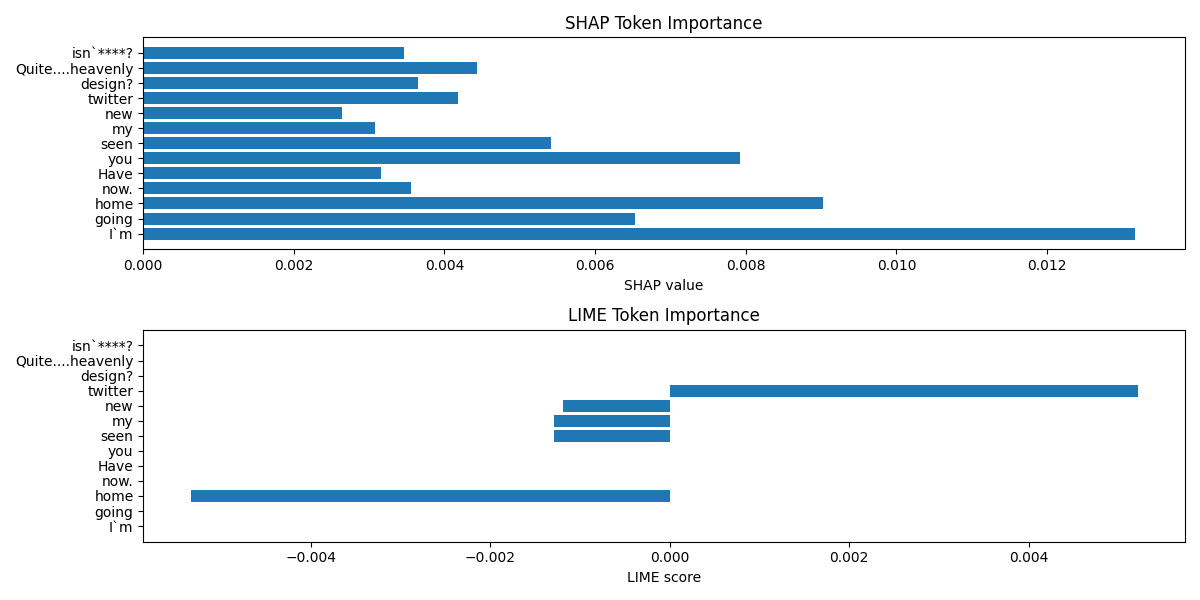 SHAP Token Importance
isn`****?
Quite....heavenly
design?
twitter
new
my
seen
you
Have
now.
home
going
I`m
0.000 0.002 0.004 0.006 0.008 0.010 0.012
SHAP value
LIME Token Importance
isn`****?
Quite....heavenly
design?
twitter
new
my
seen
you
Have
now.
home
going
I`m
−0.004 −0.002 0.000 0.002 0.004
LIME score